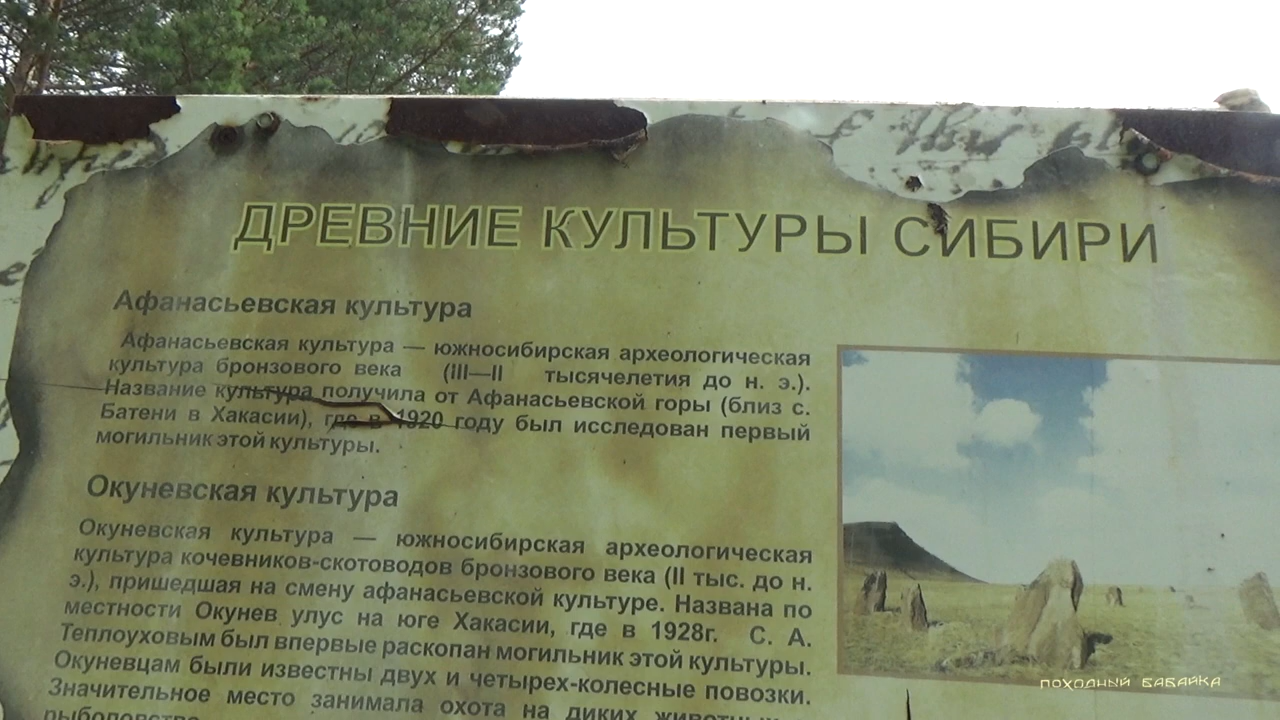 ДРЕВНИЕ КУЛЬТУРЫ СИБИРИ
Афанасьевская культура
Афанасьевская культура — южносибирская археологическая
культура бронзового века (III—II тысячелетия до н. э.).
Название культура получила от Афанасьевской горы (близ с.
Батени в Хакасии), где в 1920 году был исследован первый
могильник этой культуры.
Окуневская культура
Окуневская культура — южносибирская археологическая
культура кочевников-скотоводов бронзового века (II тыс. до н.
э.), пришедшая на смену афанасьевской культуре. Названа по
местности Окунев улус на юге Хакасии, где в 1928г. С. А.
Теплоуховым был впервые раскопан могильник этой культуры.
Окуневцам были известны двух и четырех-колесные повозки.
Значительное место занимала охота на диких животных,
рыболовство
ПОХОДНЫЙ БАБАЙКА